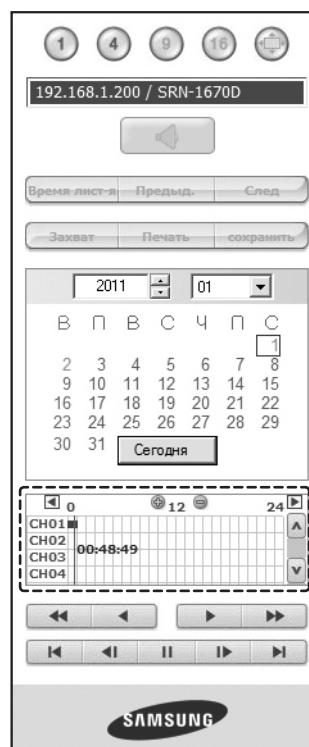 1 4 9 16
192.168.1.200 / SRN-1670D
Время лист-я Предыд. След
Захват Печать сохранить
2011 01
В П В С Ч П С
1
2 3 4 5 6 7 8
9 10 11 12 13 14 15
16 17 18 19 20 21 22
23 24 25 26 27 28 29
30 31 Сегодня
0 12 24
CH01
CH02
00:48:49
CH03
CH04
SAMSUNG